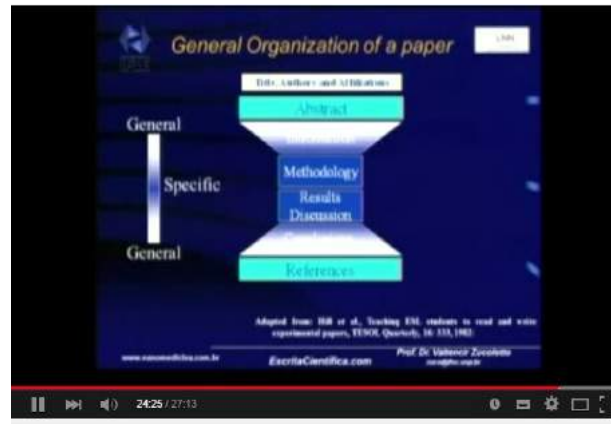 General Organization of a paper
Title, Authors and Affiliations
Abstract
General
Methodology
Specific
Results
Discussion
General
References
Adapted from: Hill et al., Teaching ESL students to read and write
experimental papers, TESOL Quarterly, 16: 333, 1982.
www.nanomedicina.com.br
EscritaCientifica.com
Prof. Dr. Valtencir Zucolotto
24:25 / 27:13